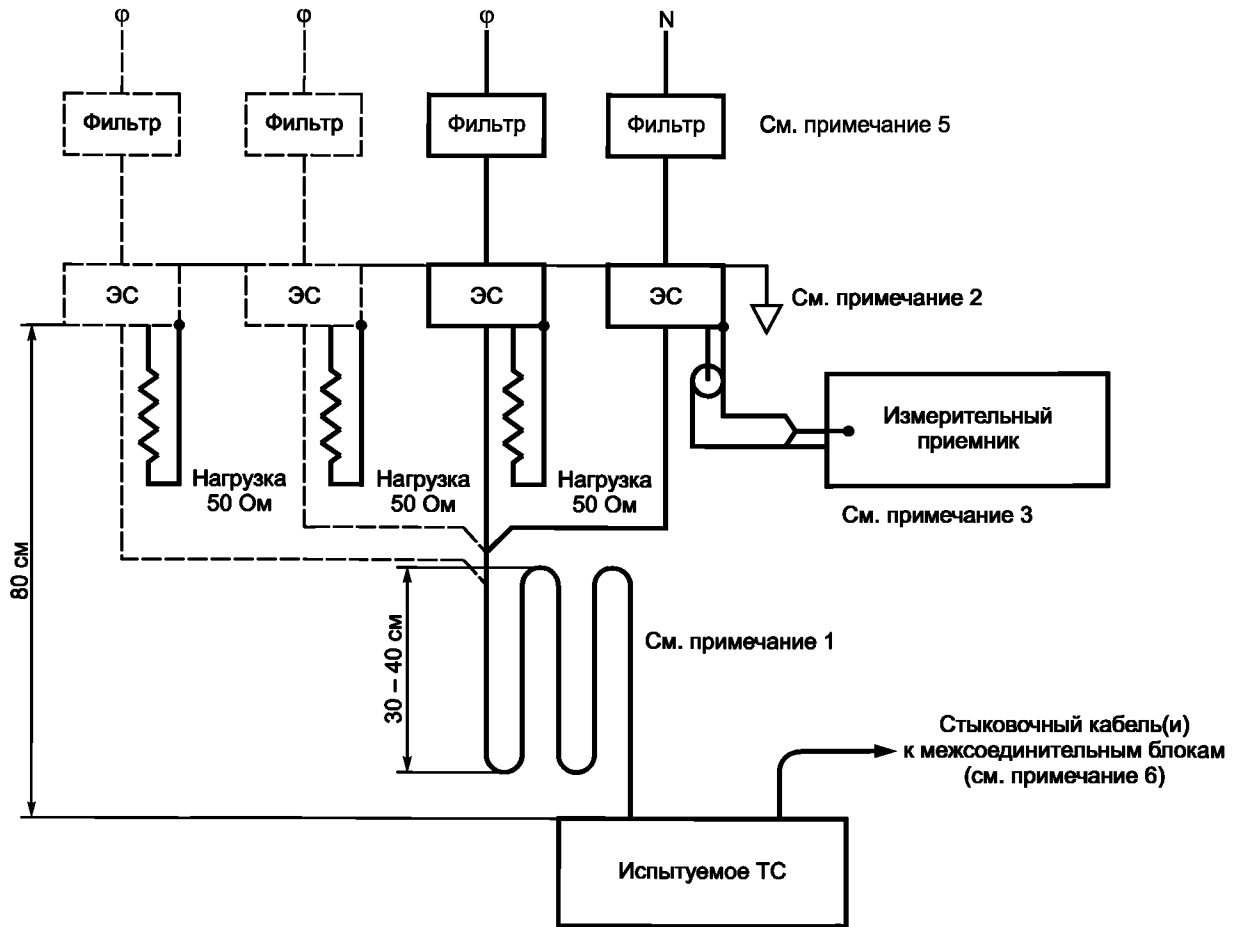 φ
φ
φ
N
Фильтр
Фильтр
Фильтр
Фильтр
См. примечание 5
ЭС
ЭС
ЭС
ЭС
См. примечание 2
Измерительный
приемник
См. примечание 3
Нагрузка
50 Ом
Нагрузка
50 Ом
Нагрузка
50 Ом
80 см
30 – 40 см
См. примечание 1
Стыковочный кабель(и)
к межсоединительным блокам
(см. примечание 6)
Испытуемое ТС